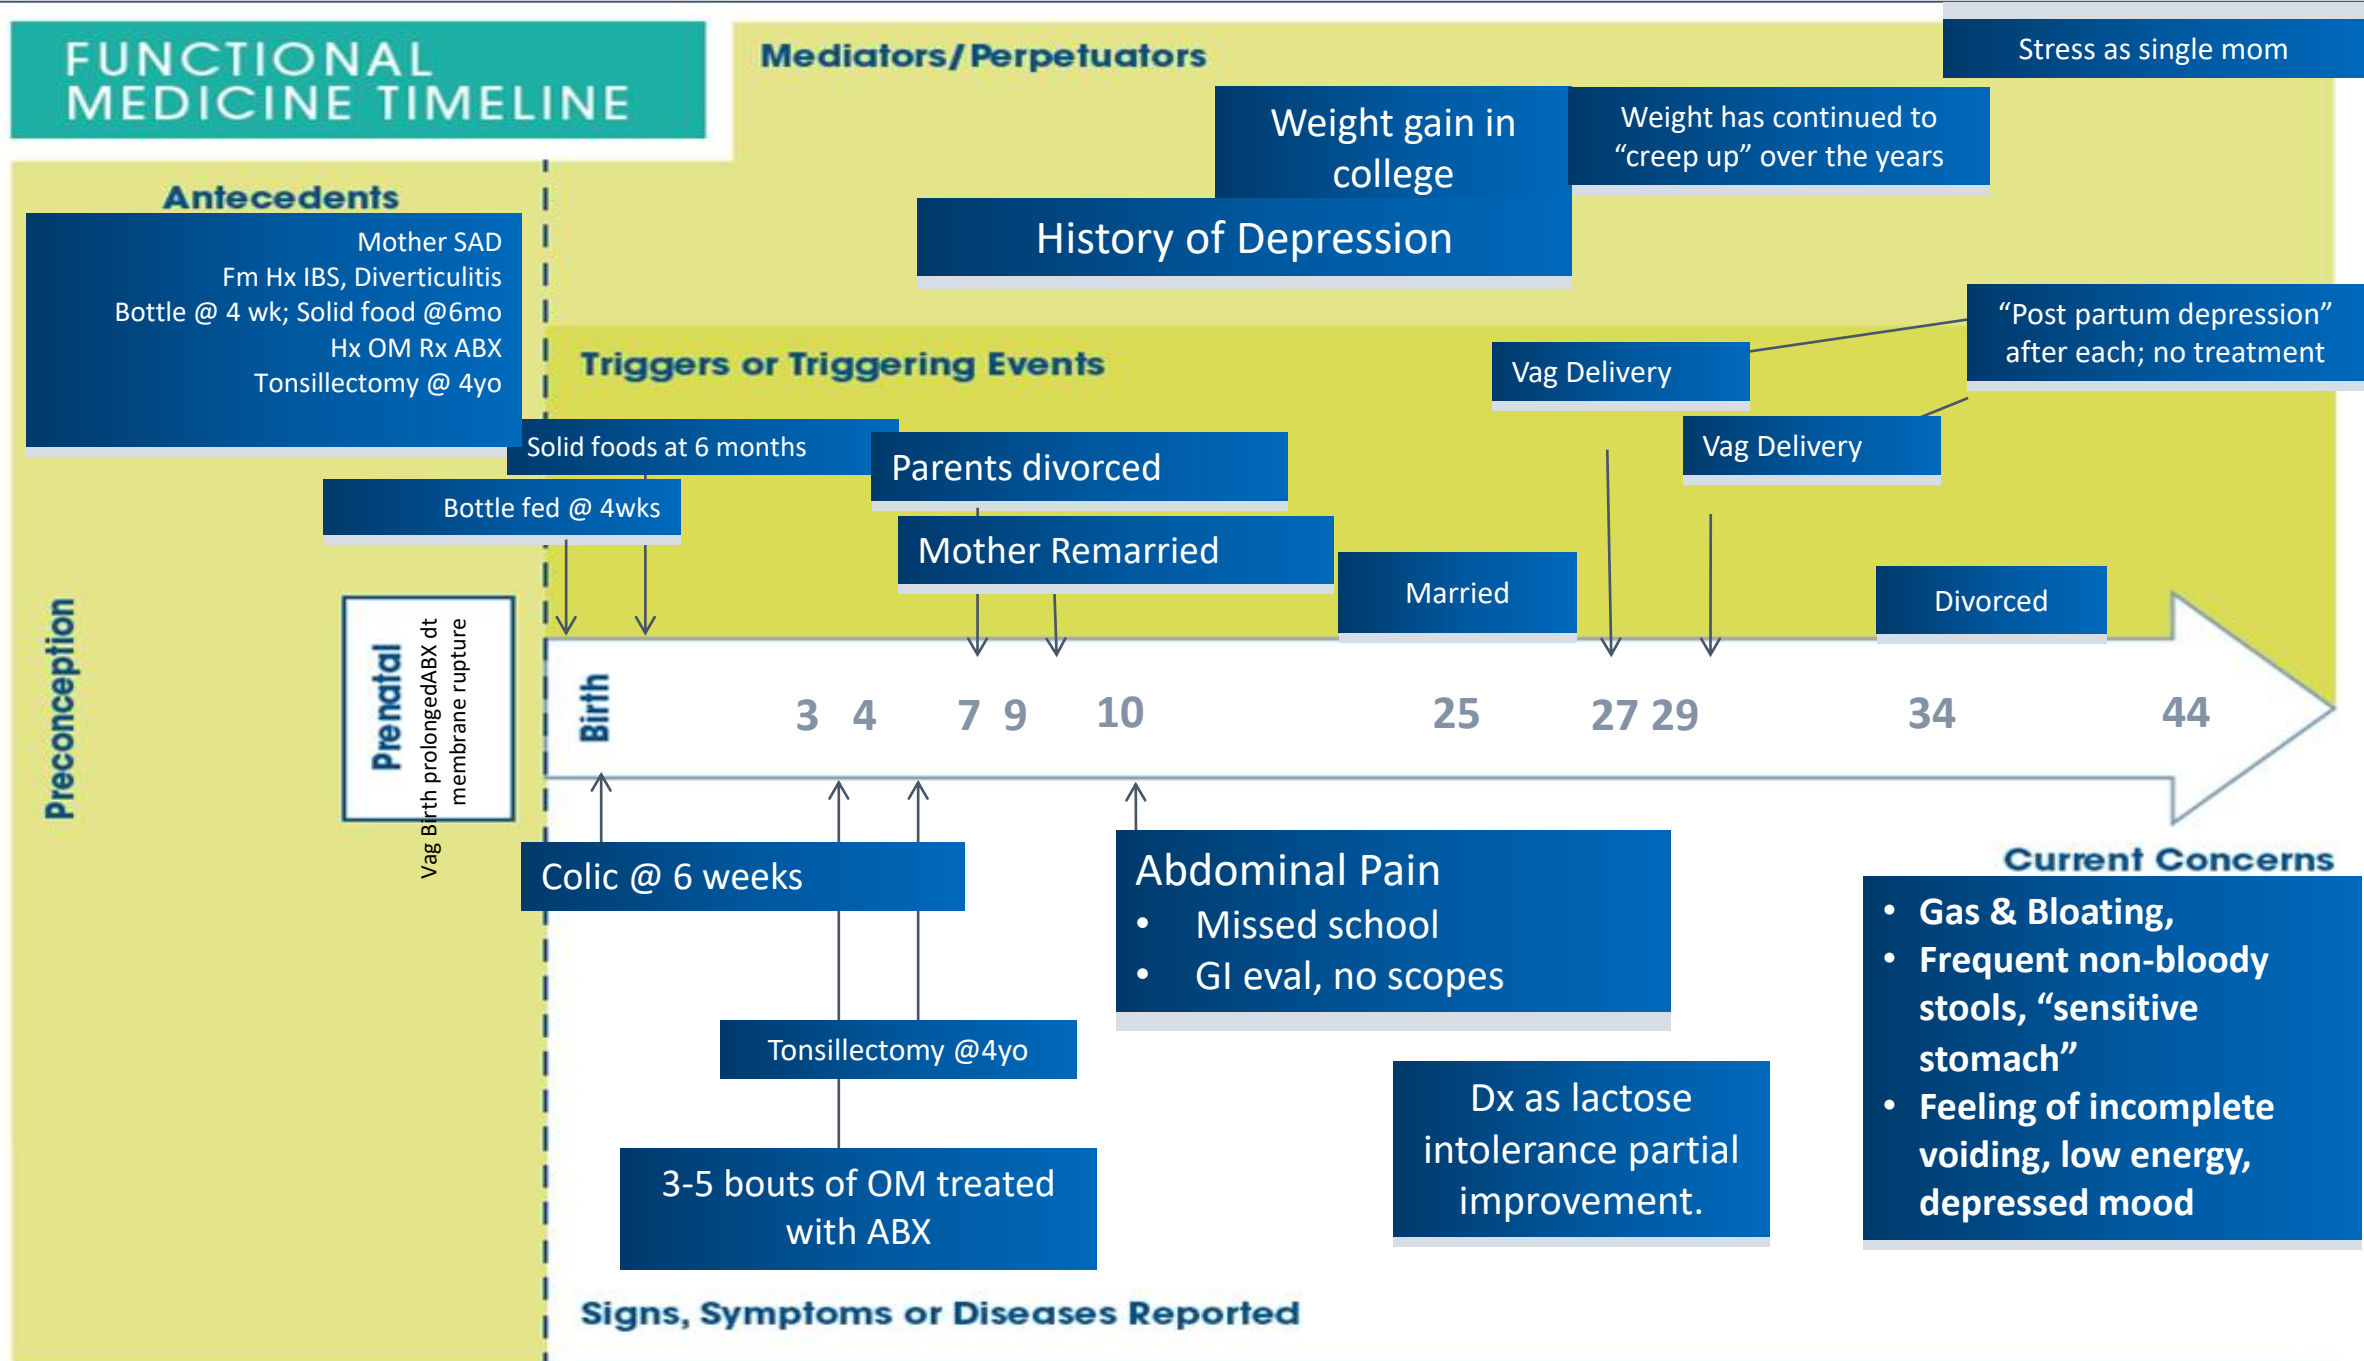 FUNCTIONAL
MEDICINE TIMELINE
Mediators/Perpetuators
Stress as single mom
Weight gain in
college
Weight has continued to
“creep up” over the years
History of Depression
Antecedents
Mother SAD
Fm Hx IBS, Diverticulitis
Bottle @ 4 wk; Solid food @6mo
Hx OM Rx ABX
Tonsillectomy @ 4yo
Triggers or Triggering Events
“Post partum depression”
after each; no treatment
Vag Delivery
Vag Delivery
Solid foods at 6 months
Parents divorced
Bottle fed @ 4wks
Mother Remarried
Married
Divorced
Preconception
Prenatal
Vag Birth prolongedABX dt
membrane rupture
Birth
3 4 7 9 10 25 27 29 34 44
Colic @ 6 weeks
Abdominal Pain
• Missed school
• GI eval, no scopes
Tonsillectomy @4yo
3-5 bouts of OM treated
with ABX
Dx as lactose
intolerance partial
improvement.
Current Concerns
• Gas & Bloating,
• Frequent non-bloody
stools, “sensitive
stomach”
• Feeling of incomplete
voiding, low energy,
depressed mood
Signs, Symptoms or Diseases Reported